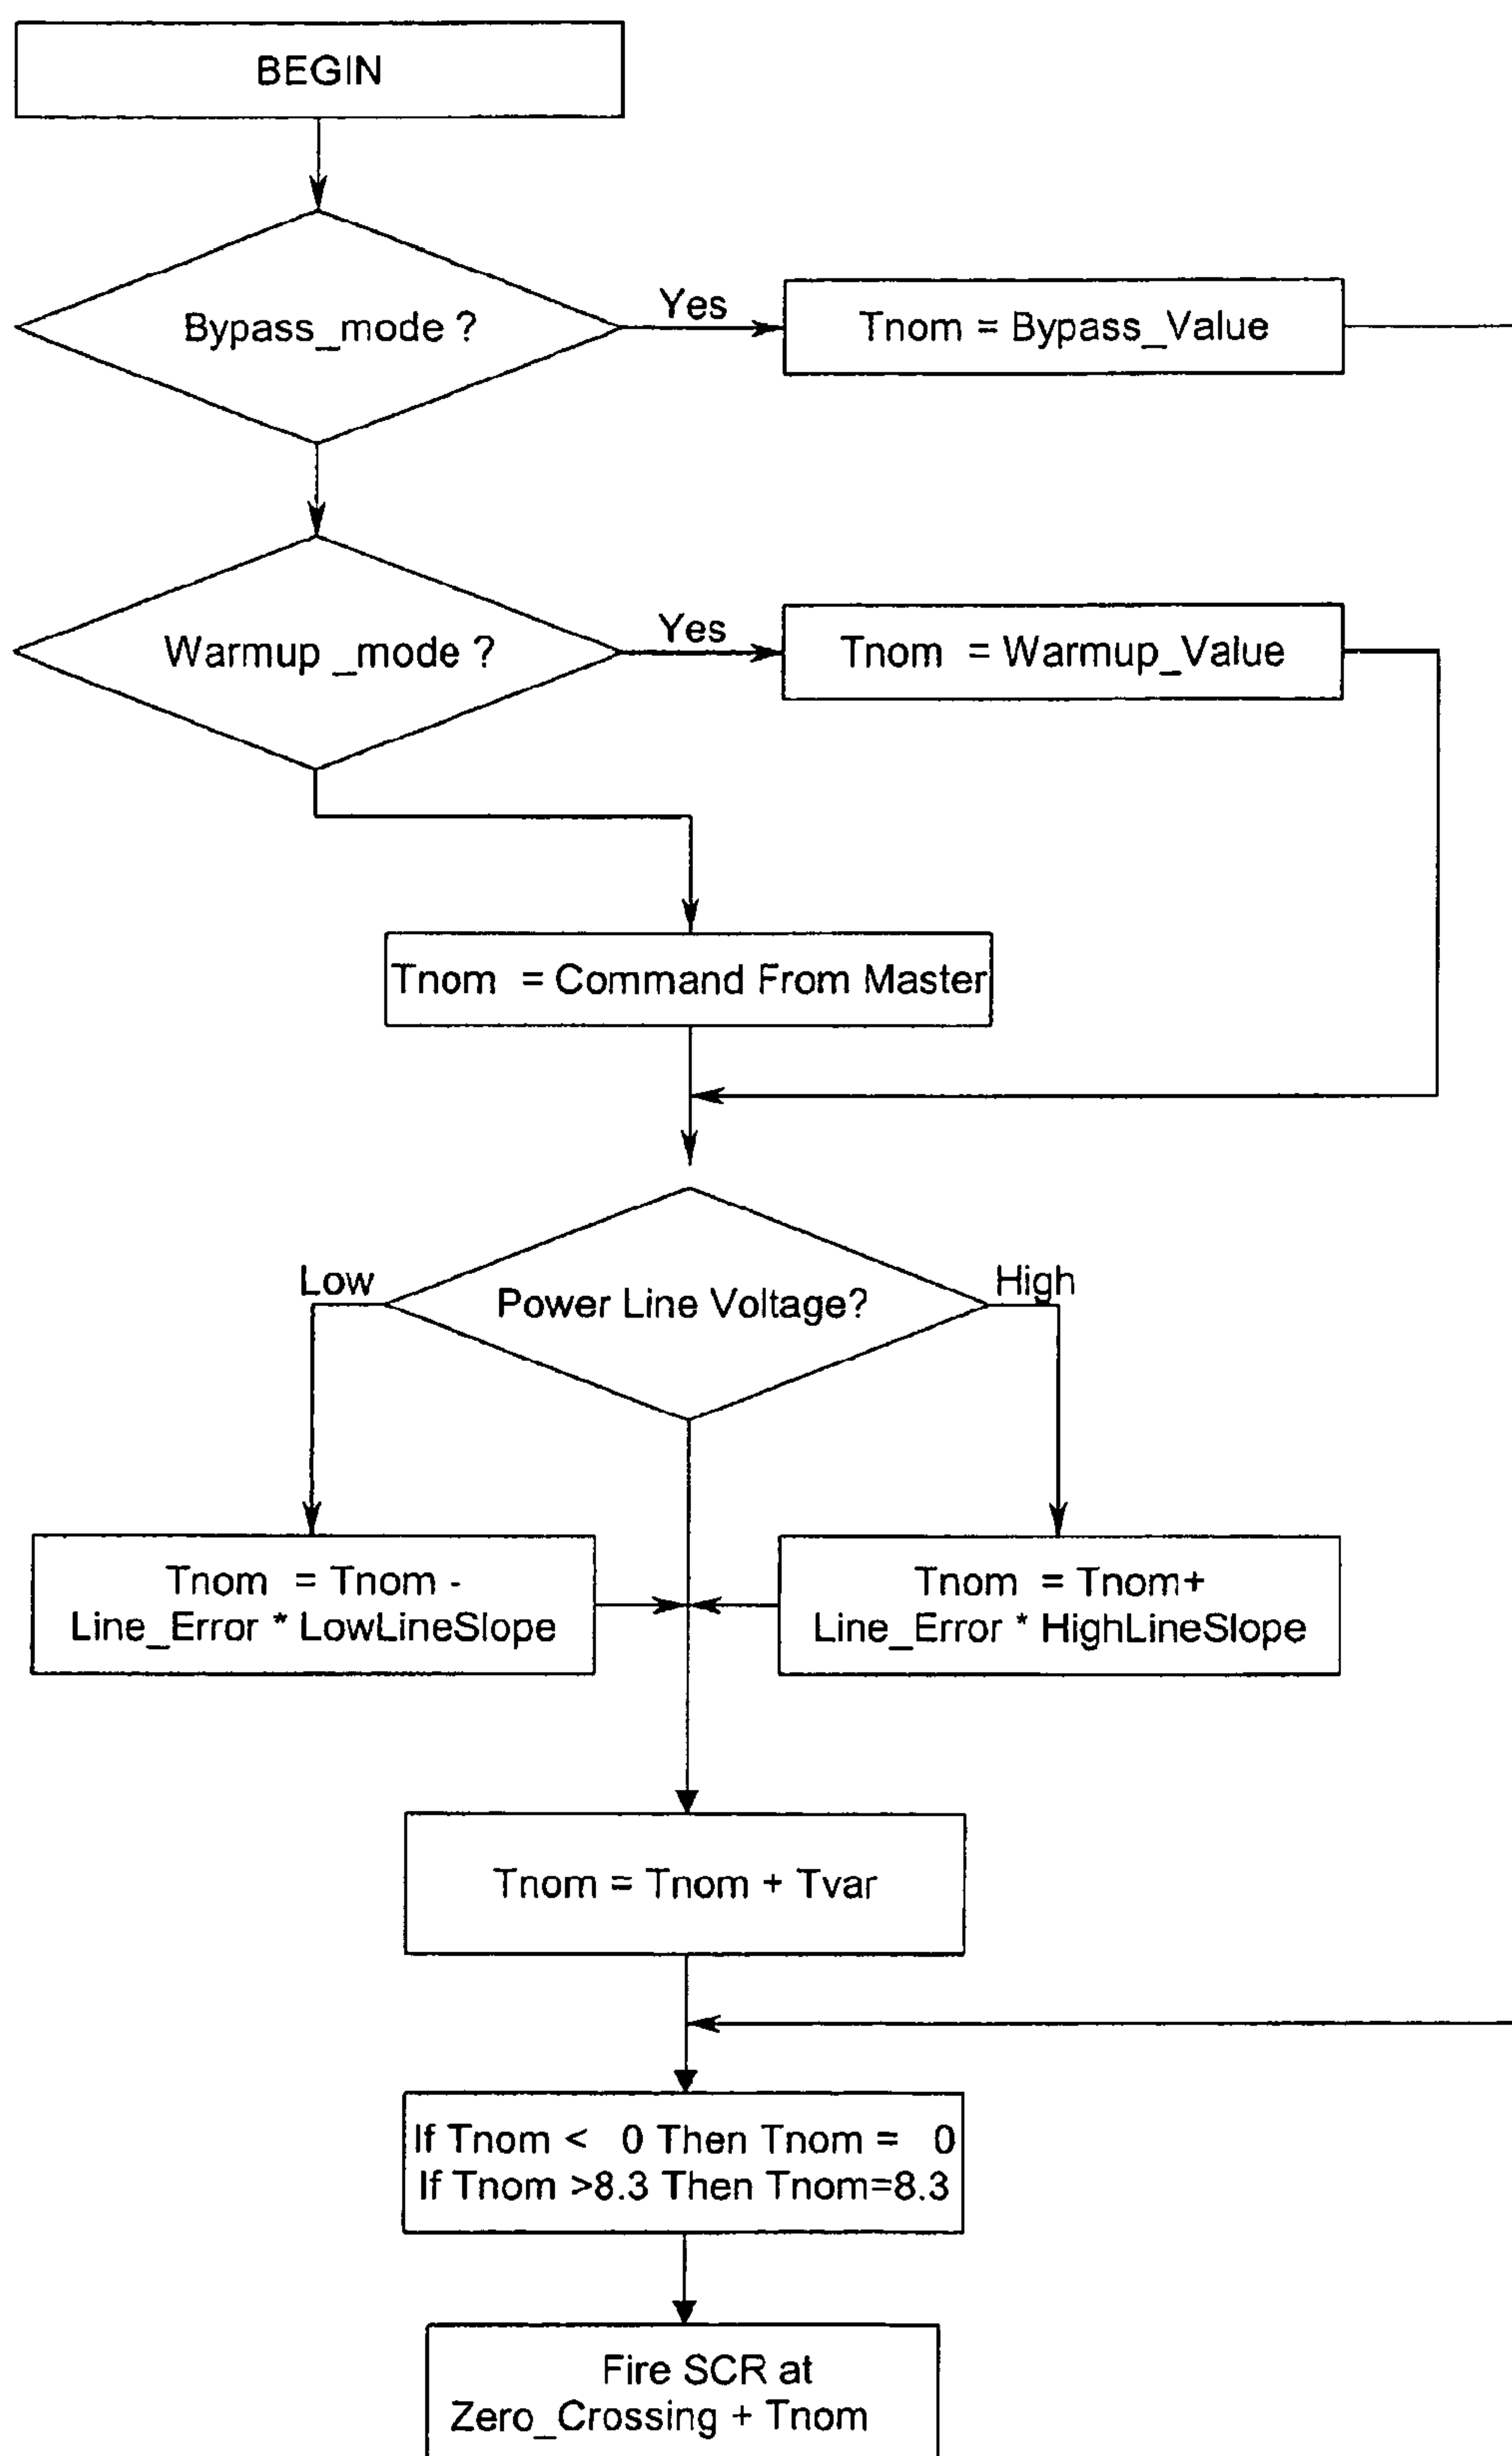 BEGIN
Bypass_mode ?
Yes
Tnom = Bypass_Value
Warmup _mode ?
Yes
Tnom = Warmup_Value
Tnom = Command From Master
Power Line Voltage?
Low
High
Tnom = Tnom -
Line_Error * LowLineSlope
Tnom = Tnom+
Line_Error * HighLineSlope
Tnom = Tnom + Tvar
If Tnom < 0 Then Tnom = 0
If Tnom >8.3 Then Tnom=8.3
Fire SCR at
Zero_Crossing + Tnom